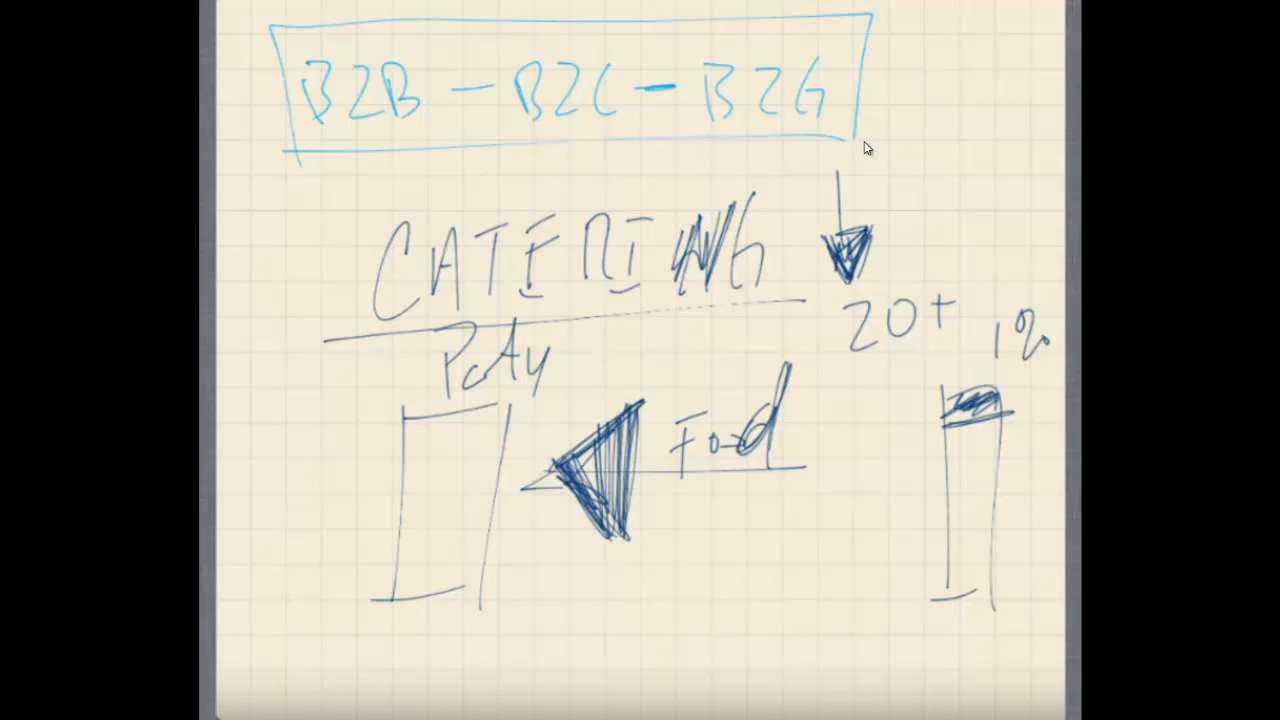 B2B - B2C - B2G
CATERING
20+
1%
Party
Food